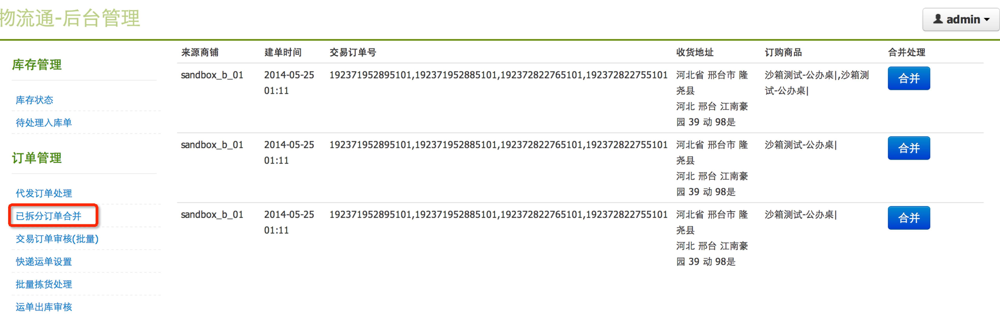 物流通-后台管理
admin
库存管理
库存状态
待处理入库单
订单管理
代发订单处理
已拆分订单合并
交易订单审核(批量)
快递运单设置
批量拣货处理
运单出库审核
来源商铺 建单时间 交易订单号 收货地址 订购商品 合并处理
sandbox_b_01 2014-05-25 192371952895101,192371952885101,192372822765101,192372822755101 河北省 邢台市 隆 沙箱测试-公办桌|,沙箱测 合并
01:11 尧县 试-公办桌|
河北 邢台 江南豪
园 39 动 98是
sandbox_b_01 2014-05-25 192371952895101,192371952885101,192372822765101,192372822755101 河北省 邢台市 隆 沙箱测试-公办桌| 合并
01:11 尧县
河北 邢台 江南豪
园 39 动 98是
sandbox_b_01 2014-05-25 192371952895101,192371952885101,192372822765101,192372822755101 河北省 邢台市 隆 沙箱测试-公办桌| 合并
01:11 尧县
河北 邢台 江南豪
园 39 动 98是